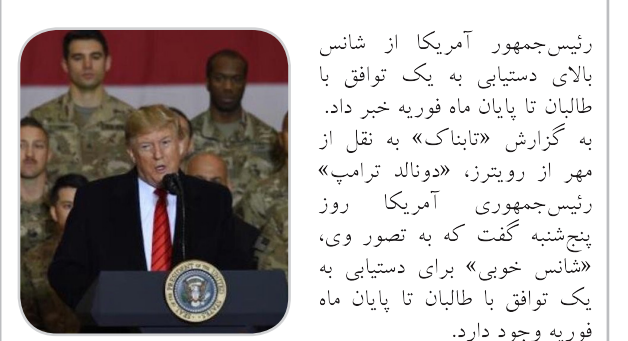 رئیس‌جمهور آمریکا از شانس
بالای دستیابی به یک توافق با
طالبان تا پایان ماه فوریه خبر داد.
به گزارش «تابناک» به نقل از
مهر از رویترز، «دونالد ترامپ»
رئیس‌جمهوری آمریکا روز
پنج‌شنبه گفت که به تصور وی،
«شانس خوبی» برای دستیابی به
یک توافق با طالبان تا پایان ماه
فوریه وجود دارد.